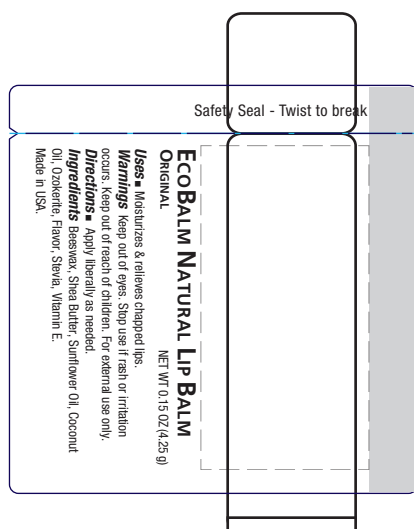 Safety Seal - Twist to break
ECOBALM NATURAL LIP BALM
ORIGINAL NET WT 0.15 OZ (4.25 g)
Uses ■ Moisturizes & relieves chapped lips.
Warnings Keep out of eyes. Stop use if rash or irritation
occurs. Keep out of reach of children. For external use only.
Directions ■ Apply liberally as needed.
Ingredients Beeswax, Shea Butter, Sunflower Oil, Coconut
Oil, Ozokerite, Flavor, Stevia, Vitamin E.
Made in USA.